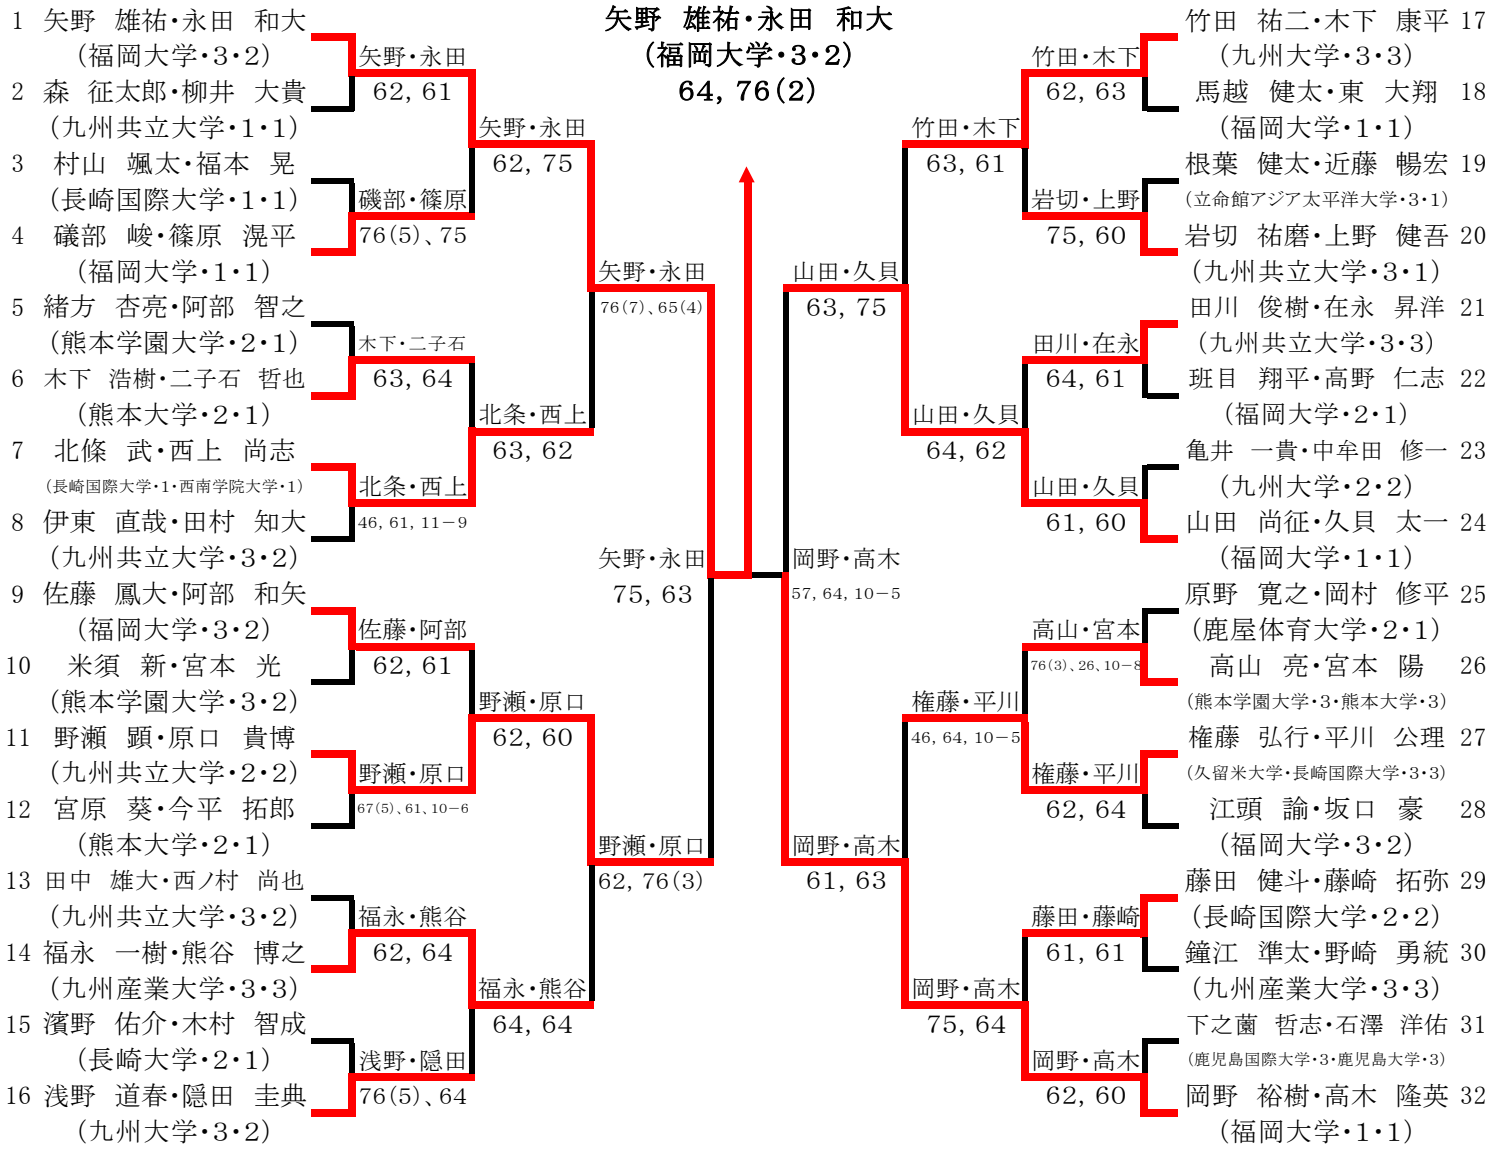 矢野 雄祐・永田 和大
(福岡大学・3・2)
64, 76(2)
1 矢野 雄祐・永田 和大
(福岡大学・3・2)
2 森 征太郎・柳井 大貴
(九州共立大学・1・1)
3 村山 颯太・福本 晃
(長崎国際大学・1・1)
4 礒部 峻・篠原 滉平
(福岡大学・1・1)
5 緒方 杏亮・阿部 智之
(熊本学園大学・2・1)
6 木下 浩樹・二子石 哲也
(熊本大学・2・1)
7 北條 武・西上 尚志
(長崎国際大学・1・西南学院大学・1)
8 伊東 直哉・田村 知大
(九州共立大学・3・2)
9 佐藤 鳳大・阿部 和矢
(福岡大学・3・2)
10 米須 新・宮本 光
(熊本学園大学・3・2)
11 野瀬 顕・原口 貴博
(九州共立大学・2・2)
12 宮原 葵・今平 拓郎
(熊本大学・2・1)
13 田中 雄大・西ノ村 尚也
(九州共立大学・3・2)
14 福永 一樹・熊谷 博之
(九州産業大学・3・3)
15 濱野 佑介・木村 智成
(長崎大学・2・1)
16 浅野 道春・隠田 圭典
(九州大学・3・2)
矢野・永田
62, 61
磯部・篠原
76(5)、75
木下・二子石
63, 64
北条・西上
46, 61, 11－9
佐藤・阿部
62, 61
野瀬・原口
67(5)、61, 10－6
福永・熊谷
62, 64
浅野・隠田
76(5)、64
矢野・永田
62, 75
北条・西上
63, 62
野瀬・原口
62, 60
福永・熊谷
64, 64
矢野・永田
76(7)、65(4)
野瀬・原口
62, 76(3)
矢野・永田
75, 63
岡野・高木
57, 64, 10－5
山田・久貝
63, 75
岡野・高木
61, 63
竹田・木下
63, 61
山田・久貝
64, 62
権藤・平川
46, 64, 10－5
岡野・高木
75, 64
竹田・木下
62, 63
岩切・上野
75, 60
田川・在永
64, 61
山田・久貝
61, 60
高山・宮本
76(3)、26, 10－8
権藤・平川
62, 64
藤田・藤崎
61, 61
岡野・高木
62, 60
竹田 祐二・木下 康平 17
(九州大学・3・3)
馬越 健太・東 大翔 18
(福岡大学・1・1)
根葉 健太・近藤 暢宏 19
(立命館アジア太平洋大学・3・1)
岩切 祐磨・上野 健吾 20
(九州共立大学・3・1)
田川 俊樹・在永 昇洋 21
(九州共立大学・3・3)
班目 翔平・高野 仁志 22
(福岡大学・2・1)
亀井 一貴・中牟田 修一 23
(九州大学・2・2)
山田 尚征・久貝 太一 24
(福岡大学・1・1)
原野 寛之・岡村 修平 25
(鹿屋体育大学・2・1)
高山 亮・宮本 陽 26
(熊本学園大学・3・熊本大学・3)
権藤 弘行・平川 公理 27
(久留米大学・長崎国際大学・3・3)
江頭 諭・坂口 豪 28
(福岡大学・3・2)
藤田 健斗・藤崎 拓弥 29
(長崎国際大学・2・2)
鐘江 準太・野崎 勇統 30
(九州産業大学・3・3)
下之薗 哲志・石澤 洋佑 31
(鹿児島国際大学・3・鹿児島大学・3)
岡野 裕樹・高木 隆英 32
(福岡大学・1・1)